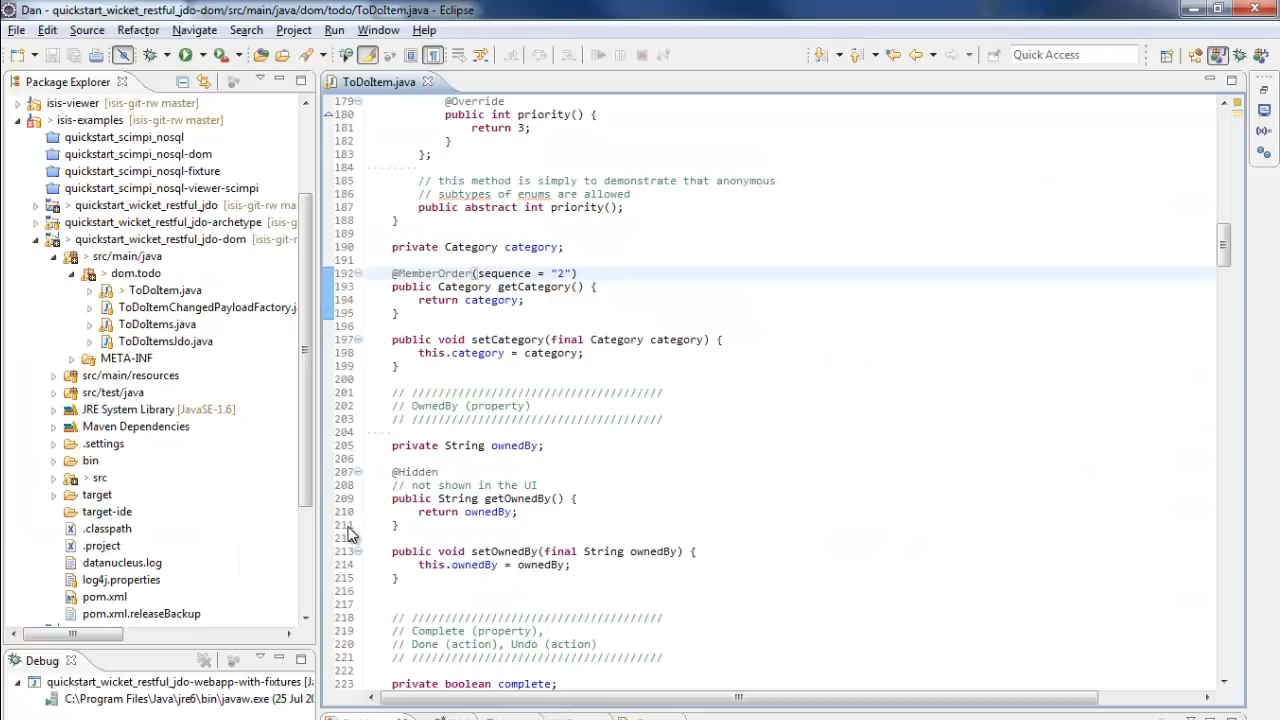 Dan - quickstart_wicket_restful_jdo-dom/src/main/java/dom/todo/ToDoItem.java - Eclipse
File Edit Source Refactor Navigate Search Project Run Window Help
Quick Access
Package Explorer
isis-viewer [isis-git-rw master]
> isis-examples [isis-git-rw master]
quickstart_scimpi_nosql
quickstart_scimpi_nosql-dom
quickstart_scimpi_nosql-fixture
quickstart_scimpi_nosql-viewer-scimpi
> quickstart_wicket_restful_jdo [isis-git-rw ma
quickstart_wicket_restful_jdo-archetype [isis-g
> quickstart_wicket_restful_jdo-dom [isis-git-r
> src/main/java
> dom.todo
> ToDoItem.java
ToDoItemChangedPayloadFactory.j
ToDoItems.java
ToDoItemsJdo.java
META-INF
src/main/resources
src/test/java
JRE System Library [JavaSE-1.6]
Maven Dependencies
.settings
bin
> src
target
target-ide
.classpath
.project
datanucleus.log
log4j.properties
pom.xml
pom.xml.releaseBackup
Debug
quickstart_wicket_restful_jdo-webapp-with-fixtures [Ja
C:\Program Files\Java\jre6\bin\javaw.exe (25 Jul 20
ToDoItem.java
179 @Override
180 public int priority() {
181 return 3;
182 }
183 };
184
185 // this method is simply to demonstrate that anonymous
186 // subtypes of enums are allowed
187 public abstract int priority();
188 }
189
190 private Category category;
191
192 @MemberOrder(sequence = "2")
193 public Category getCategory() {
194 return category;
195 }
196
197 public void setCategory(final Category category) {
198 this.category = category;
199 }
200
201 // //////////////////////////////////////
202 // OwnedBy (property)
203 // //////////////////////////////////////
204
205 private String ownedBy;
206
207 @Hidden
208 // not shown in the UI
209 public String getOwnedBy() {
210 return ownedBy;
211 }
213 public void setOwnedBy(final String ownedBy) {
214 this.ownedBy = ownedBy;
215 }
216
217
218 // //////////////////////////////////////
219 // Complete (property),
220 // Done (action), Undo (action)
221 // //////////////////////////////////////
222
223 private boolean complete;